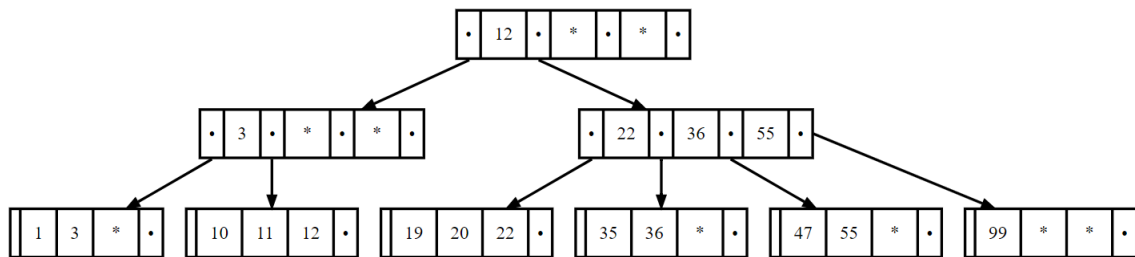 • 12 • * • * •
• 3 • * • * •
• 22 • 36 • 55 •
1 3 * •
10 11 12 •
19 20 22 •
35 36 * •
47 55 * •
99 * * •